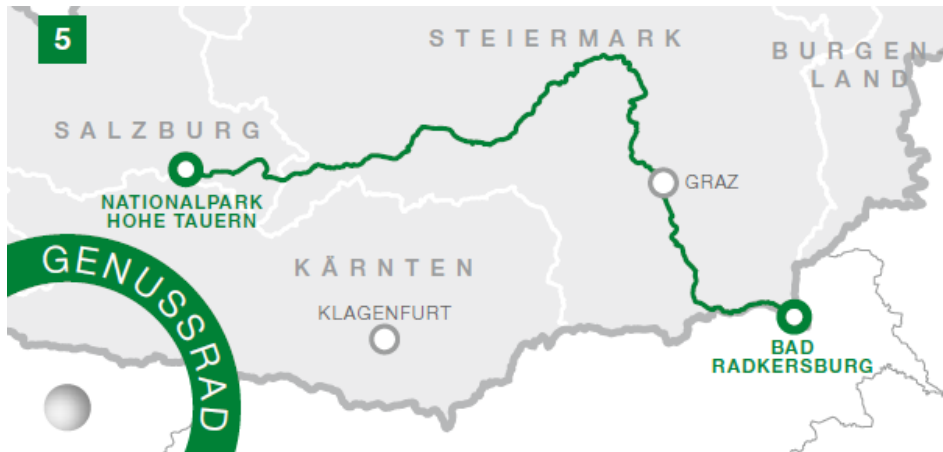 5
STEIERMARK
BURGEN
LAND
SALZBURG
NATIONALPARK
HOHE TAUERN
GRAZ
KÄRNTEN
KLAGENFURT
BAD
RADKERSBURG
GENUSSRAD